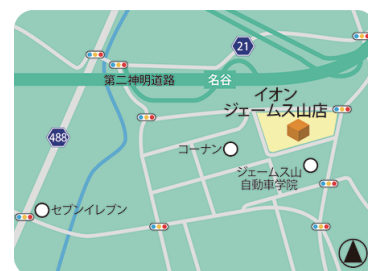 21
第二神明道路
名谷
イオン
ジェームス山店
488
コーナン
ジェームス山
自動車学院
セブンイレブン